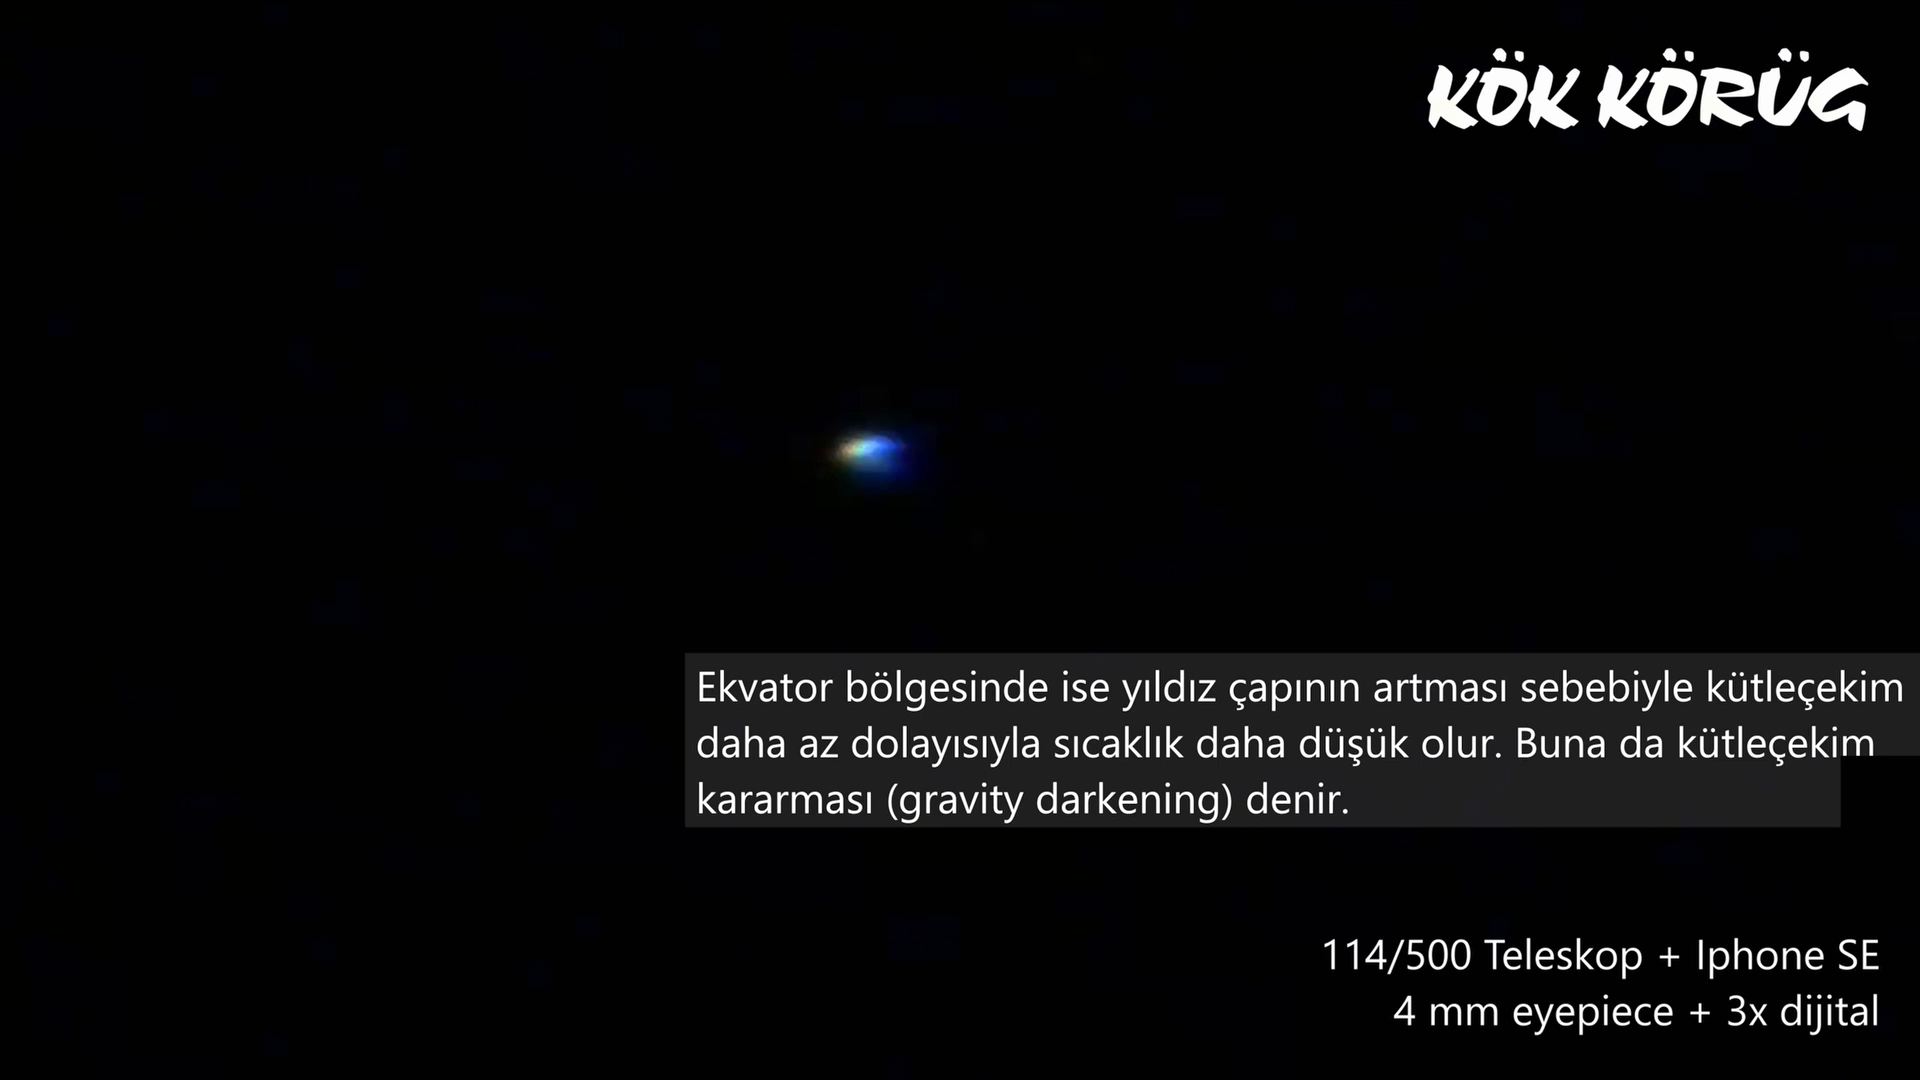 KÖK KÖRÜG
Ekvator bölgesinde ise yıldız çapının artması sebebiyle kütleçekim
daha az dolayısıyla sıcaklık daha düşük olur. Buna da kütleçekim
kararması (gravity darkening) denir.
114/500 Teleskop + Iphone SE
4 mm eyepiece + 3x dijital